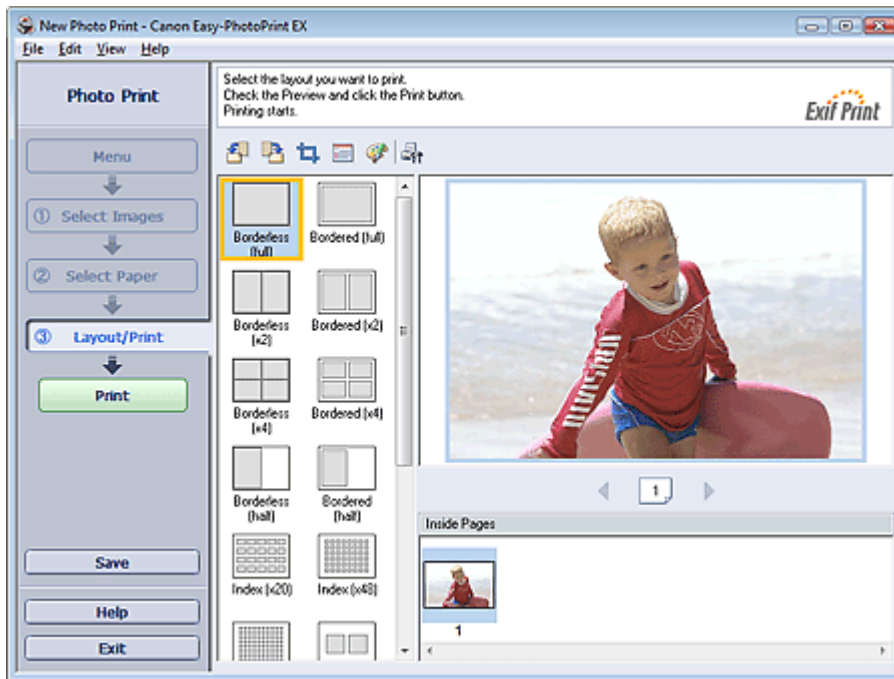 New Photo Print - Canon Easy-PhotoPrint EX
File Edit View Help
Photo Print
Menu
① Select Images
② Select Paper
③ Layout/Print
Print
Save
Help
Exit
Select the layout you want to print.
Check the Preview and click the Print button.
Printing starts.
Exif Print
Borderless
(full)
Bordered (full)
Borderless
(x2)
Bordered (x2)
Borderless
(x4)
Bordered (x4)
Borderless
(half)
Bordered
(half)
Index (x20)
Index (x48)
1
Inside Pages
1